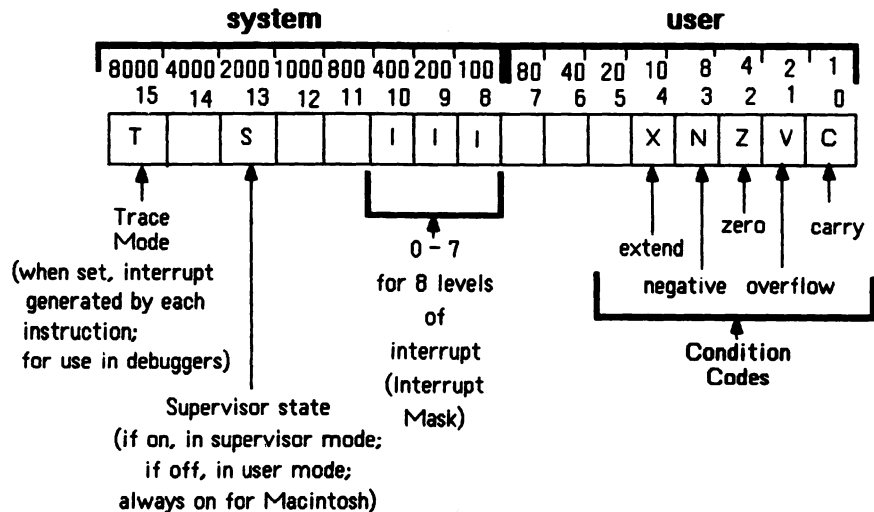 system user
8000 4000 2000 1000 800 400 200 100 80 40 20 10 8 4 2 1
15 14 13 12 11 10 9 8 7 6 5 4 3 2 1 0
T S I I I X N Z V C
Trace
Mode
(when set, interrupt
generated by each
instruction;
for use in debuggers)
Supervisor state
(if on, in supervisor mode;
if off, in user mode;
always on for Macintosh)
0 - 7
for 8 levels
of
interrupt
(Interrupt
Mask)
extend zero carry
negative overflow
Condition
Codes